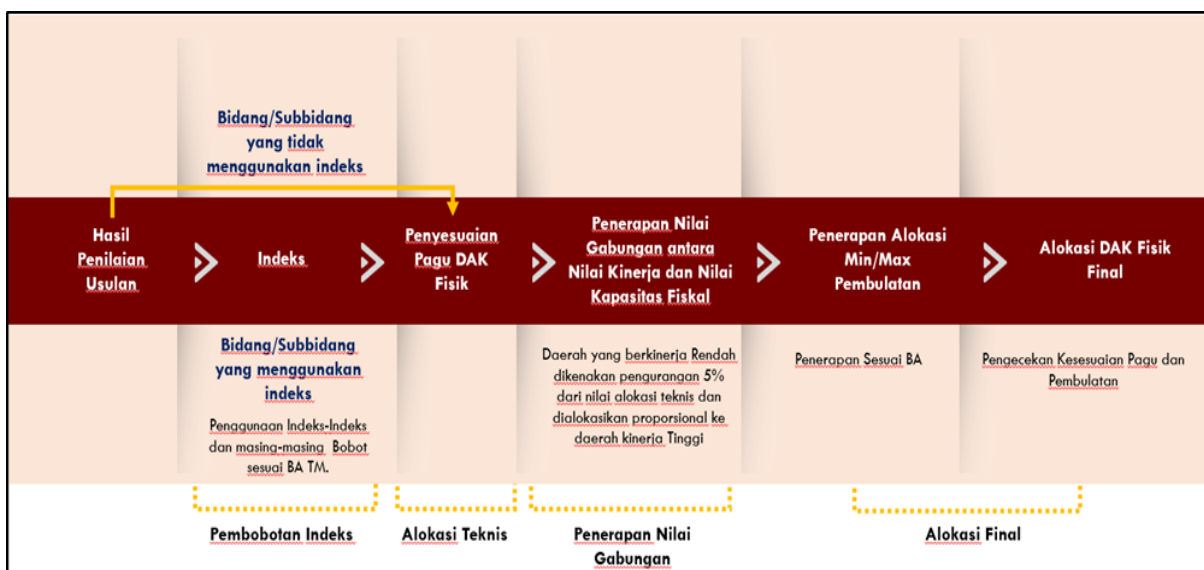 Bidang/Subbidang
yang tidak
menggunakan indeks
Hasil
Penilaian
Usulan
Indeks
Penyesuaian
Pagu DAK
Fisik
Penerapan Nilai
Gabungan antara
Nilai Kinerja dan Nilai
Kapasitas Fiskal
Penerapan Alokasi
Min/Max
Pembulatan
Alokasi DAK Fisik
Final
Bidang/Subbidang
yang menggunakan
indeks
Penggunaan Indeks-Indeks
dan masing-masing Bobot
sesuai BA TM.
Daerah yang berkinerja Rendah
dikenakan pengurangan 5%
dari nilai alokasi teknis dan
dialokasikan proporsional ke
daerah kinerja Tinggi
Penerapan Sesuai BA
Pengecekan Kesesuaian Pagu dan
Pembulatan
Pembobotan Indeks
Alokasi Teknis
Penerapan Nilai
Gabungan
Alokasi Final